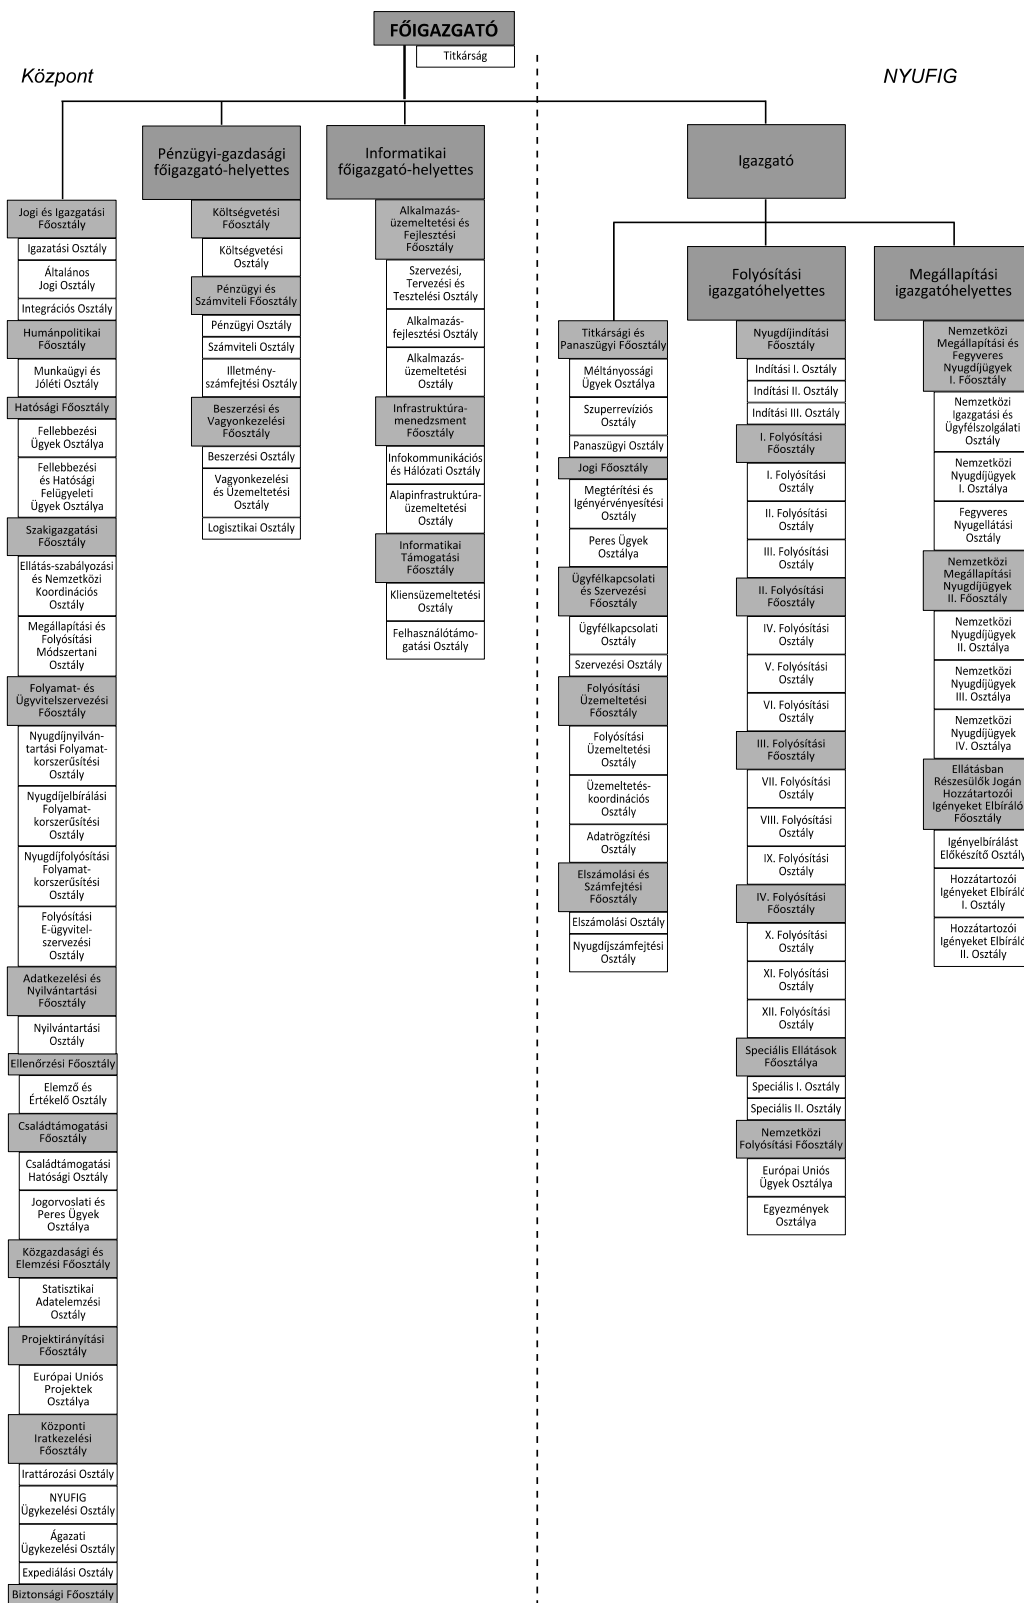 FŐIGAZGATÓ
Titkárság
Központ
NYUFIG
Jogi és Igazgatási
Főosztály
Igazatási Osztály
Általános
Jogi Osztály
Integrációs Osztály
Humánpolitikai
Főosztály
Munkaügyi és
Jóléti Osztály
Hatósági Főosztály
Fellebbezési
Ügyek Osztálya
Fellebbezési
és Hatósági
Felügyeleti
Ügyek Osztálya
Szakigazgatási
Főosztály
Ellátás-szabályozási
és Nemzetközi
Koordinációs
Osztály
Megállapítási és
Folyósítási
Módszertani
Osztály
Folyamat- és
Ügyvitelszervezési
Főosztály
Nyugdíjnyilván-
tartási Folyamat-
korszerűsítési
Osztály
Nyugdíjelbírálási
Folyamat-
korszerűsítési
Osztály
Nyugdíjfolyósítási
Folyamat-
korszerűsítési
Osztály
Folyósítási
E-ügyvitel-
szervezési
Osztály
Adatkezelési és
Nyilvántartási
Főosztály
Nyilvántartási
Osztály
Ellenőrzési Főosztály
Elemző és
Értékelő Osztály
Családtámogatási
Főosztály
Családtámogatási
Hatósági Osztály
Jogorvoslati és
Peres Ügyek
Osztálya
Közgazdasági és
Elemzési Főosztály
Statisztikai
Adatelemzési
Osztály
Projektirányítási
Főosztály
Európai Uniós
Projektek
Osztálya
Központi
Iratkezelési
Főosztály
Irattározási Osztály
NYUFIG
Ügykezelési Osztály
Ágazati
Ügykezelési Osztály
Expediálási Osztály
Biztonsági Főosztály
Pénzügyi-gazdasági
főigazgató-helyettes
Költségvetési
Főosztály
Költségvetési
Osztály
Pénzügyi és
Számviteli Főosztály
Pénzügyi Osztály
Számviteli Osztály
Illetmény-
számfejtési Osztály
Beszerzési és
Vagyonkezelési
Főosztály
Beszerzési Osztály
Vagyonkezelési
és Üzemeltetési
Osztály
Logisztikai Osztály
Informatikai
főigazgató-helyettes
Alkalmazás-
üzemeltetési és
Fejlesztési
Főosztály
Szervezési,
Tervezési és
Tesztelési Osztály
Alkalmazás-
fejlesztési Osztály
Alkalmazás-
üzemeltetési
Osztály
Infrastruktúra-
menedzsment
Főosztály
Infokommunikációs
és Hálózati Osztály
Alapinfrastruktúra-
üzemeltetési
Osztály
Informatikai
Támogatási
Főosztály
Kliensüzemeltetési
Osztály
Felhasználótámo-
gatási Osztály
Igazgató
Titkársági és
Panaszügyi Főosztály
Méltányossági
Ügyek Osztálya
Szuperrevíziós
Osztály
Panaszügyi Osztály
Jogi Főosztály
Megtérítési és
Igényérvényesítési
Osztály
Peres Ügyek
Osztálya
Ügyfélkapcsolati
és Szervezési
Főosztály
Ügyfélkapcsolati
Osztály
Szervezési Osztály
Folyósítási
Üzemeltetési
Főosztály
Folyósítási
Üzemeltetési
Osztály
Üzemeltetés-
koordinációs
Osztály
Adatrögzítési
Osztály
Elszámolási és
Számfejtési
Főosztály
Elszámolási Osztály
Nyugdíjszámfejtési
Osztály
Folyósítási
igazgatóhelyettes
Nyugdíjindítási
Főosztály
Indítási I. Osztály
Indítási II. Osztály
Indítási III. Osztály
I. Folyósítási
Főosztály
I. Folyósítási
Osztály
II. Folyósítási
Osztály
III. Folyósítási
Osztály
II. Folyósítási
Főosztály
IV. Folyósítási
Osztály
V. Folyósítási
Osztály
VI. Folyósítási
Osztály
III. Folyósítási
Főosztály
VII. Folyósítási
Osztály
VIII. Folyósítási
Osztály
IX. Folyósítási
Osztály
IV. Folyósítási
Főosztály
X. Folyósítási
Osztály
XI. Folyósítási
Osztály
XII. Folyósítási
Osztály
Speciális Ellátások
Főosztálya
Speciális I. Osztály
Speciális II. Osztály
Nemzetközi
Folyósítási Főosztály
Európai Uniós
Ügyek Osztálya
Egyezmények
Osztálya
Megállapítási
igazgatóhelyettes
Nemzetközi
Megállapítási és
Fegyveres
Nyugdíjügyek
I. Főosztály
Nemzetközi
Igazgatási és
Ügyfélszolgálati
Osztály
Nemzetközi
Nyugdíjügyek
I. Osztálya
Fegyveres
Nyugellátási
Osztály
Nemzetközi
Megállapítási
Nyugdíjügyek
II. Főosztály
Nemzetközi
Nyugdíjügyek
II. Osztálya
Nemzetközi
Nyugdíjügyek
III. Osztálya
Nemzetközi
Nyugdíjügyek
IV. Osztálya
Ellátásban
Részesülők Jogán
Hozzátartozói
Igényeket Elbíráló
Főosztály
Igényelbírálást
Előkészítő Osztály
Hozzátartozói
Igényeket Elbíráló
I. Osztály
Hozzátartozói
Igényeket Elbíráló
II. Osztály